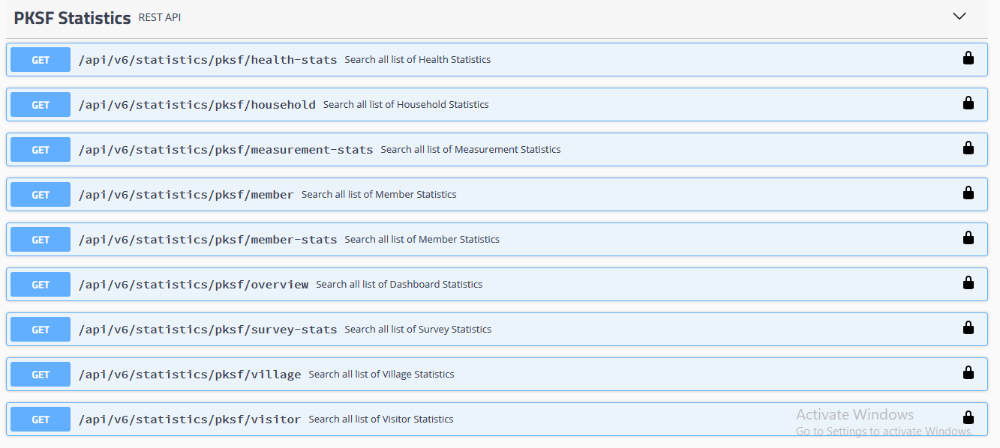 PKSF Statistics REST API
GET /api/v6/statistics/pksf/health-stats Search all list of Health Statistics
GET /api/v6/statistics/pksf/household Search all list of Household Statistics
GET /api/v6/statistics/pksf/measurement-stats Search all list of Measurement Statistics
GET /api/v6/statistics/pksf/member Search all list of Member Statistics
GET /api/v6/statistics/pksf/member-stats Search all list of Member Statistics
GET /api/v6/statistics/pksf/overview Search all list of Dashboard Statistics
GET /api/v6/statistics/pksf/survey-stats Search all list of Survey Statistics
GET /api/v6/statistics/pksf/village Search all list of Village Statistics
GET /api/v6/statistics/pksf/visitor Search all list of Visitor Statistics
Activate Windows
Go to Settings to activate Windows.